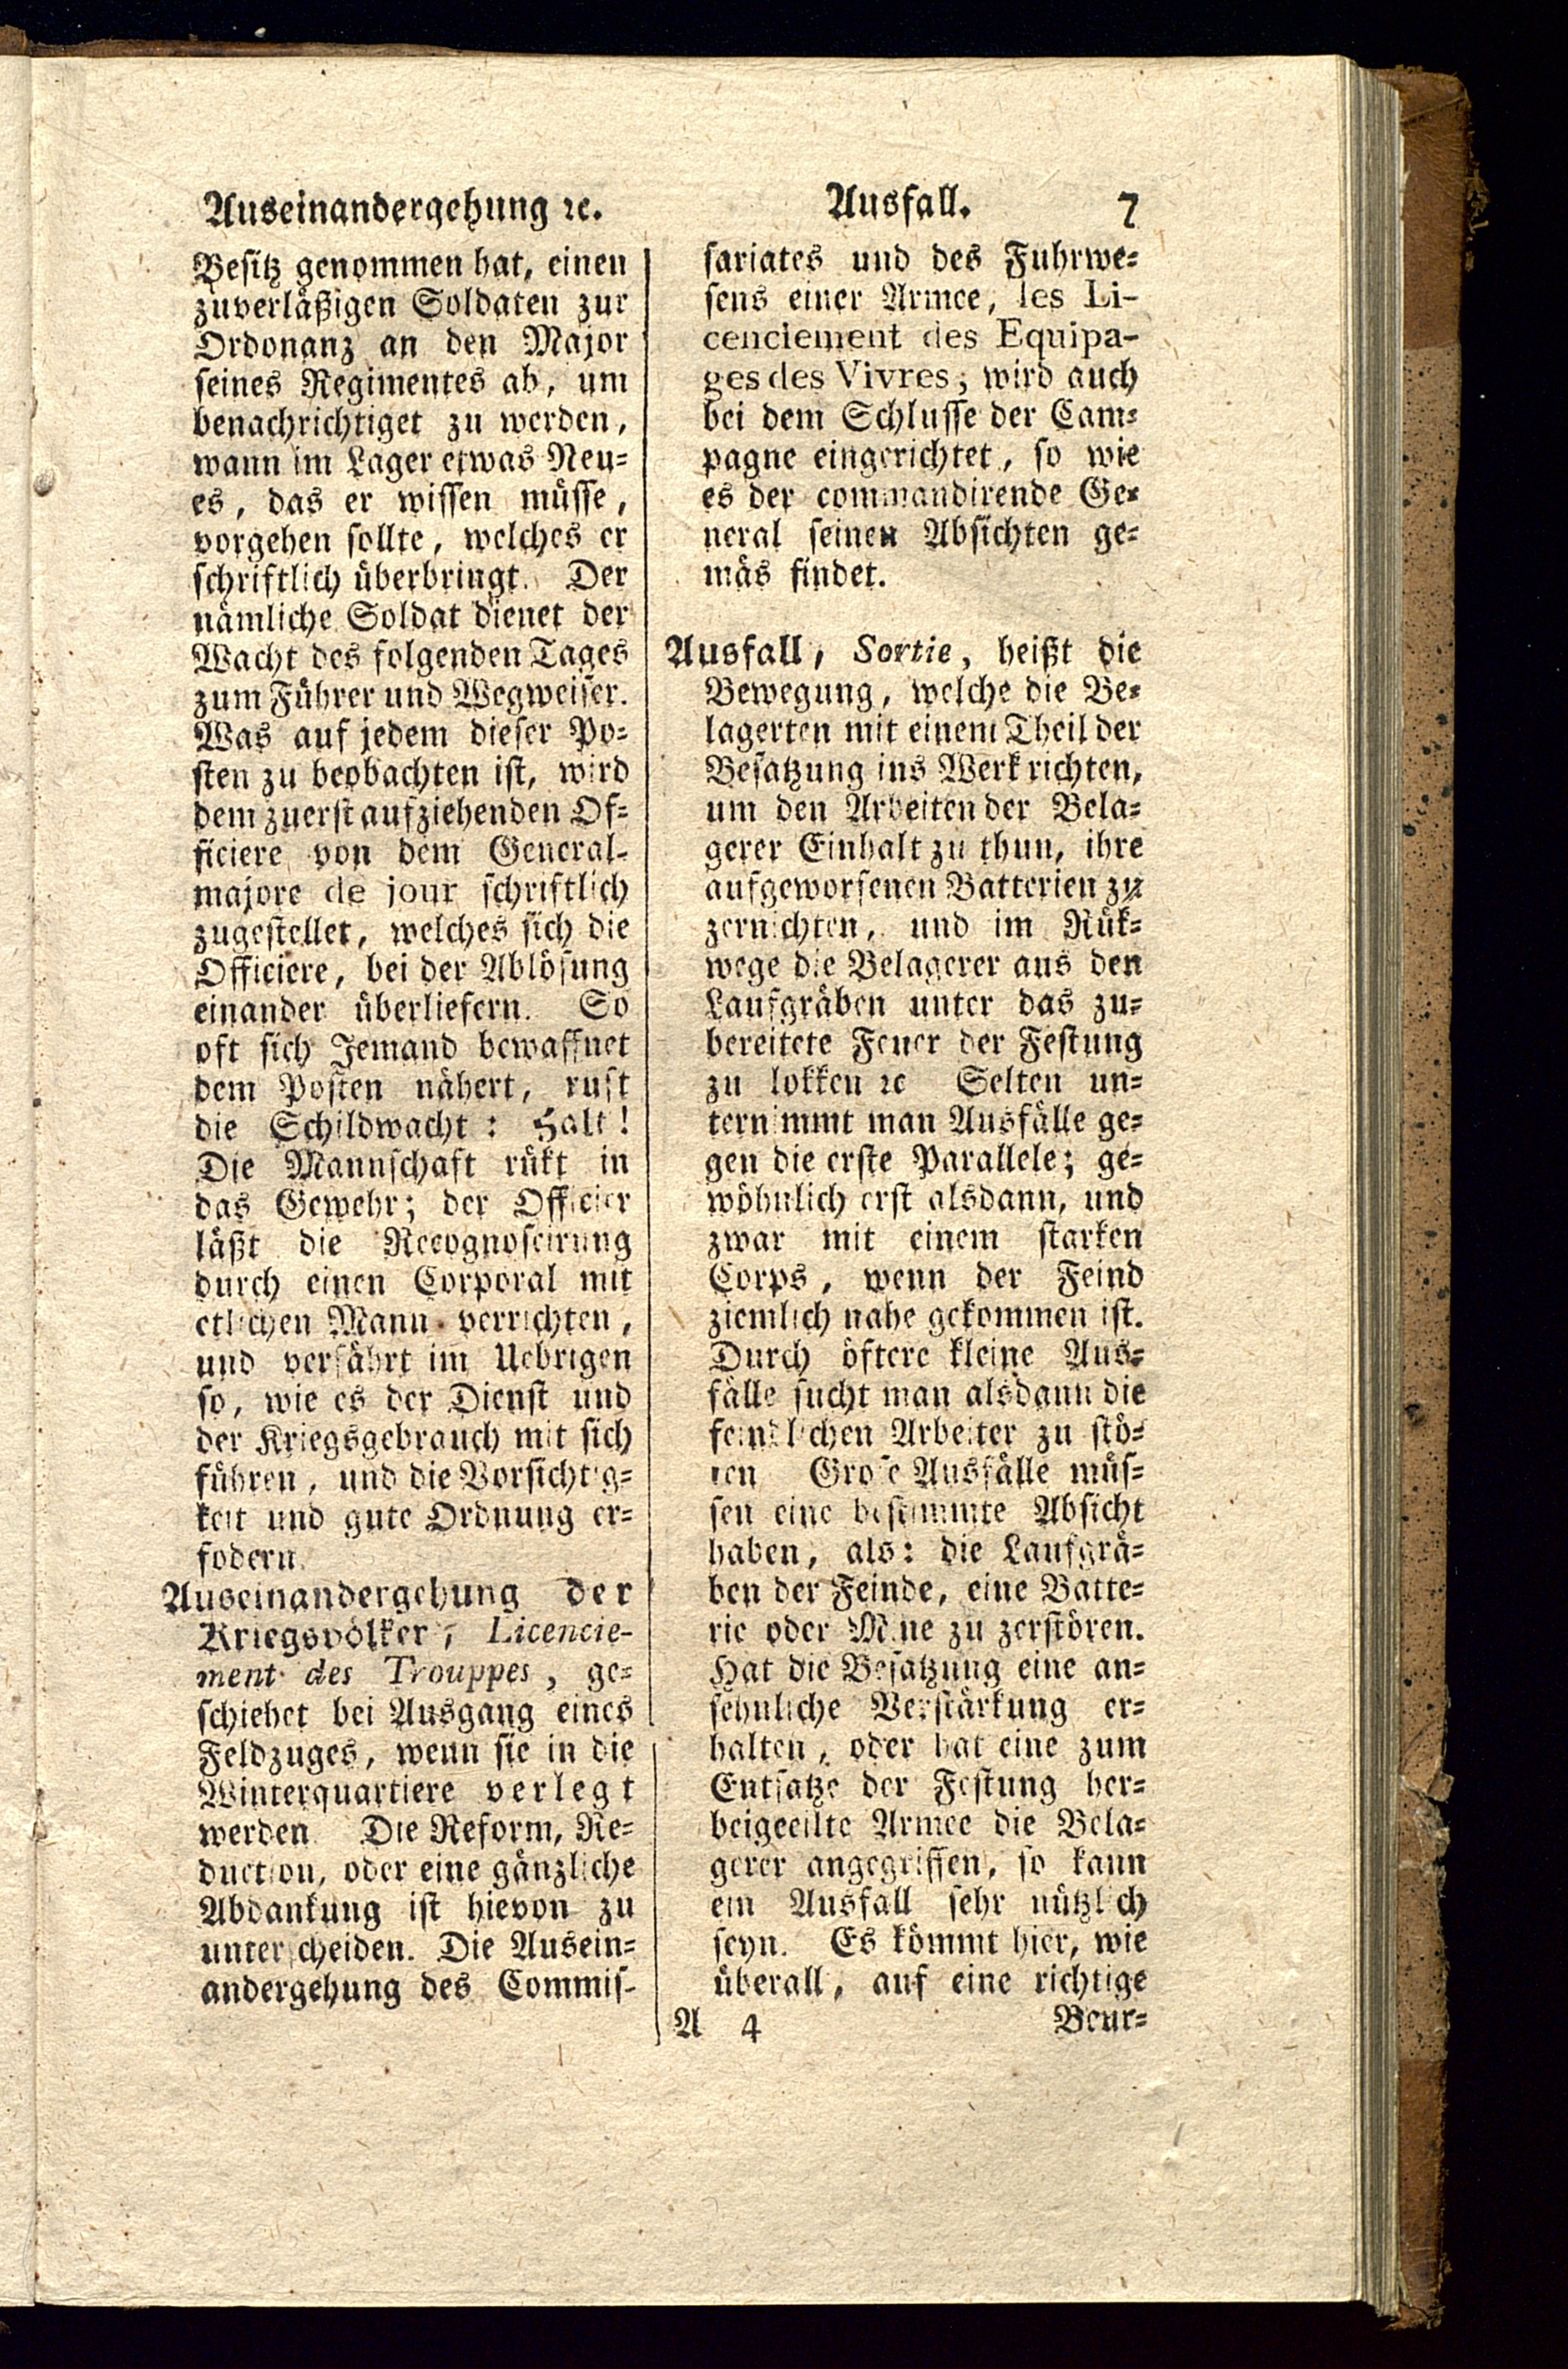 Auseinandergehung ꝛc.
Besitz genommen hat, einen
zuverläßigen Soldaten zur
Ordonanz an den Major
seines Regimentes ab, um
benachrichtiget zu werden,
wann im Lager etwas Neu-
es, das er wissen müsse,
vorgehen sollte, welches er
schriftlich überbringt. Der
nämliche Soldat dienet der
Wacht des folgenden Tages
zum Führer und Wegweiser.
Was auf jedem dieser Po-
sten zu beobachten ist, wird
dem zuerst aufziehenden Of-
ficiere von dem General-
majore de jour schriftlich
zugestellet, welches sich die
Officiere, bei der Ablösung
einander überliefern. So
oft sich Jemand bewaffnet
dem Posten nähert, ruft
die Schildwacht: Halt!
Die Mannschaft rükt in
das Gewehr; der Officier
läßt die Recognoscirung
durch einen Corporal mit
etlichen Mann verrichten,
und verfährt im Uebrigen
so, wie es der Dienst und
der Kriegsgebrauch mit sich
führen, und die Vorsichtig-
keit und gute Ordnung er-
fodern.
Auseinandergehung der
Kriegsvölker, Licencie-
ment des Trouppes, ge-
schiehet bei Ausgang eines
Feldzuges, wenn sie in die
Winterquartiere verlegt
werden. Die Reform, Re-
duction, oder eine gänzliche
Abdankung ist hievon zu
unterscheiden. Die Ausein-
andergehung des Commis-
Ausfall. 7
sariates und des Fuhrwe-
sens einer Armee, les Li-
cenciement des Equipa-
ges des Vivres, wird auch
bei dem Schlusse der Cam-
pagne eingerichtet, so wie
es der commandirende Ge-
neral seinen Absichten ge-
mäs findet.
Ausfall, Sortie, heißt die
Bewegung, welche die Be-
lagerten mit einem Theil der
Besatzung ins Werk richten,
um den Arbeiten der Bela-
gerer Einhalt zu thun, ihre
aufgeworfenen Batterien zu
zernichten, und im Rük-
wege die Belagerer aus den
Laufgräben unter das zu-
bereitete Feuer der Festung
zu lokken ꝛc Selten un-
ternimmt man Ausfälle ge-
gen die erste Parallele; ge-
wöhnlich erst alsdann, und
zwar mit einem starken
Corps, wenn der Feind
ziemlich nahe gekommen ist.
Durch öftere kleine Aus-
fälle sucht man alsdann die
feindlichen Arbeiter zu stö-
ren Grose Ausfälle müs-
sen eine bestimmte Absicht
haben, als: die Laufgrä-
ben der Feinde, eine Batte-
rie oder Mine zu zerstören.
Hat die Besatzung eine an-
sehnliche Verstärkung er-
halten, oder hat eine zum
Entsatze der Festung her-
beigeeilte Armee die Bela-
gerer angegriffen, so kann
ein Ausfall sehr nützlich
seyn. Es kömmt hier, wie
überall, auf eine richtige
A 4 Beur-